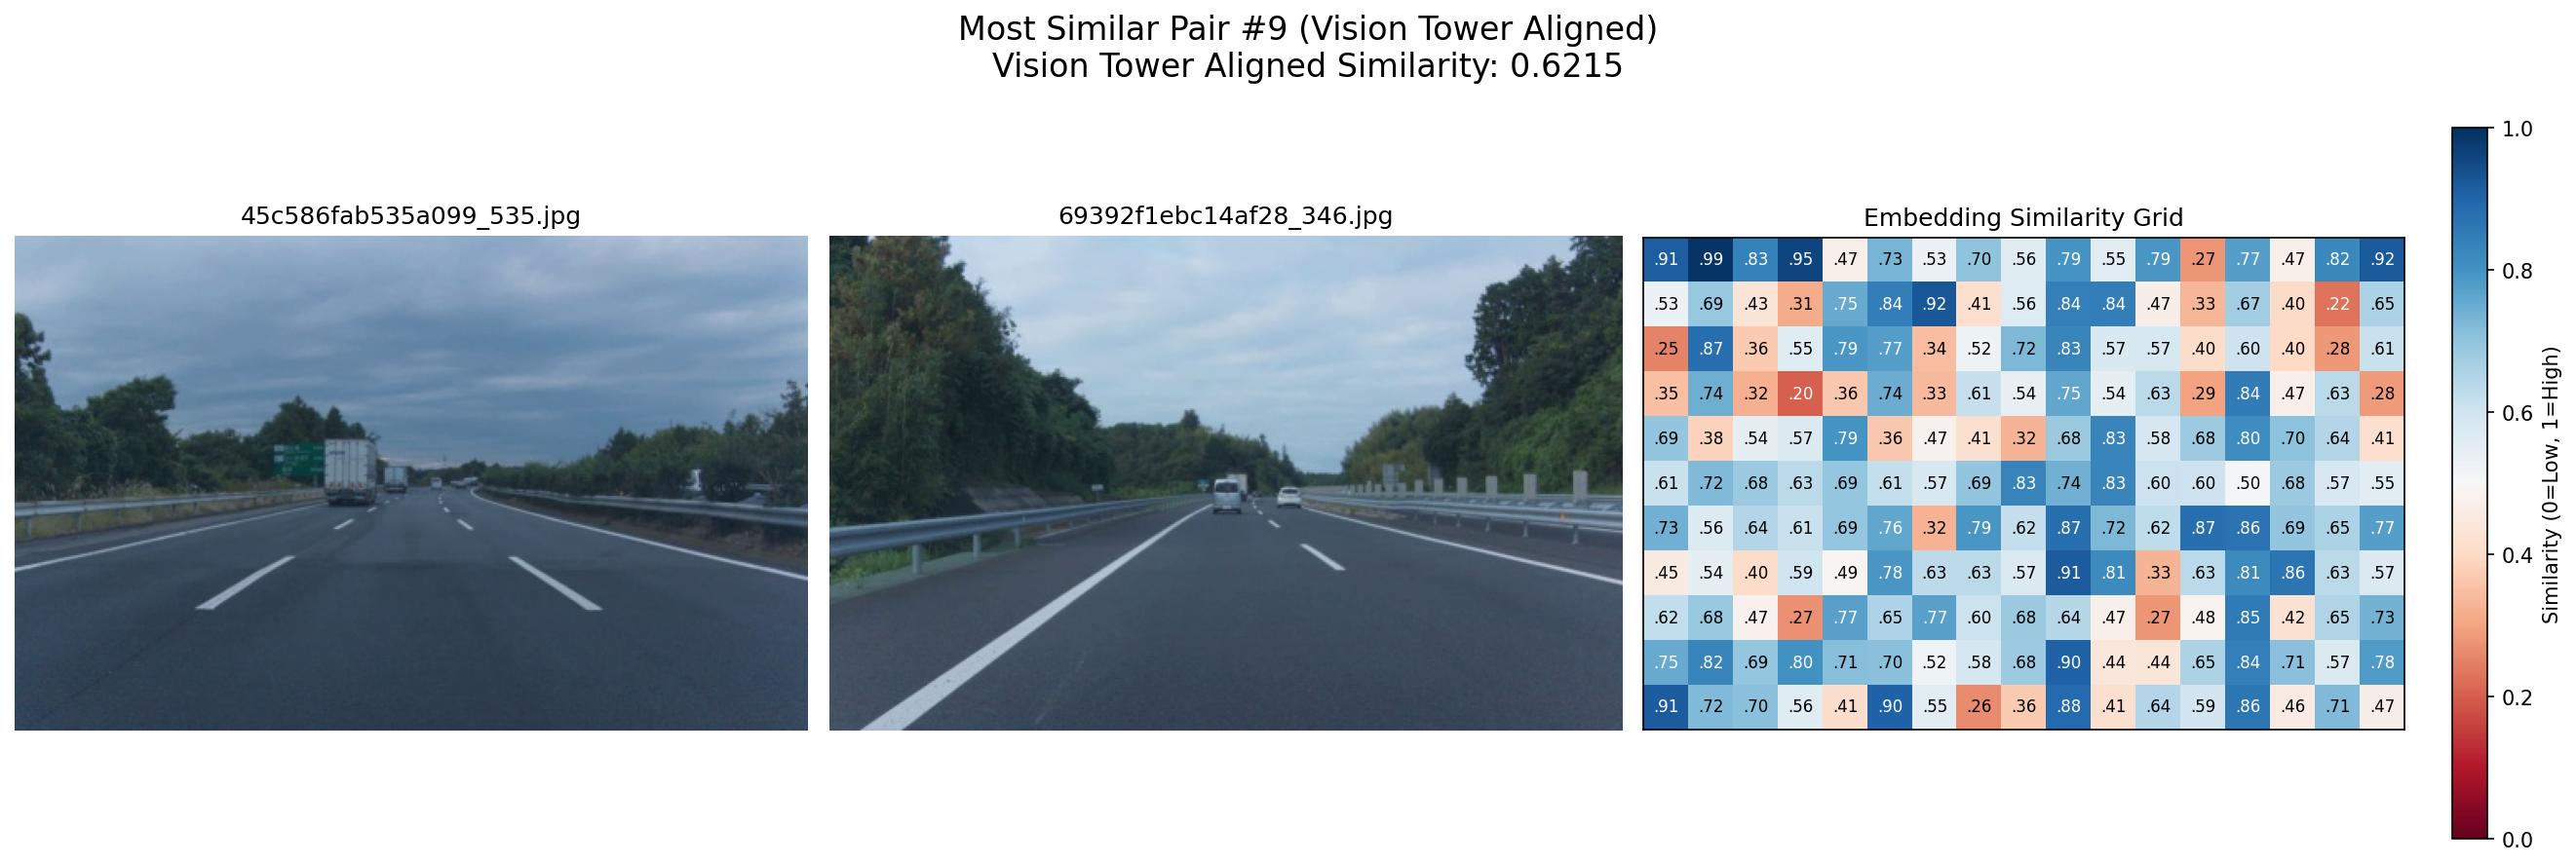 Most Similar Pair #9 (Vision Tower Aligned)
Vision Tower Aligned Similarity: 0.6215
45c586fab535a099_535.jpg
69392f1ebc14af28_346.jpg
Embedding Similarity Grid
.91 .99 .83 .95 .47 .73 .53 .70 .56 .79 .55 .79 .27 .77 .47 .82 .92
.53 .69 .43 .31 .75 .84 .92 .41 .56 .84 .84 .47 .33 .67 .40 .22 .65
.25 .87 .36 .55 .79 .77 .34 .52 .72 .83 .57 .57 .40 .60 .40 .28 .61
.35 .74 .32 .20 .36 .74 .33 .61 .54 .75 .54 .63 .29 .84 .47 .63 .28
.69 .38 .54 .57 .79 .36 .47 .41 .32 .68 .83 .58 .68 .80 .70 .64 .41
.61 .72 .68 .63 .69 .61 .57 .69 .83 .74 .83 .60 .60 .50 .68 .57 .55
.73 .56 .64 .61 .69 .76 .32 .79 .62 .87 .72 .62 .87 .86 .69 .65 .77
.45 .54 .40 .59 .49 .78 .63 .63 .57 .91 .81 .33 .63 .81 .86 .63 .57
.62 .68 .47 .27 .77 .65 .77 .60 .68 .64 .47 .27 .48 .85 .42 .65 .73
.75 .82 .69 .80 .71 .70 .52 .58 .68 .90 .44 .44 .65 .84 .71 .57 .78
.91 .72 .70 .56 .41 .90 .55 .26 .36 .88 .41 .64 .59 .86 .46 .71 .47
1.0
0.8
0.6
0.4
0.2
0.0
Similarity (0=Low, 1=High)